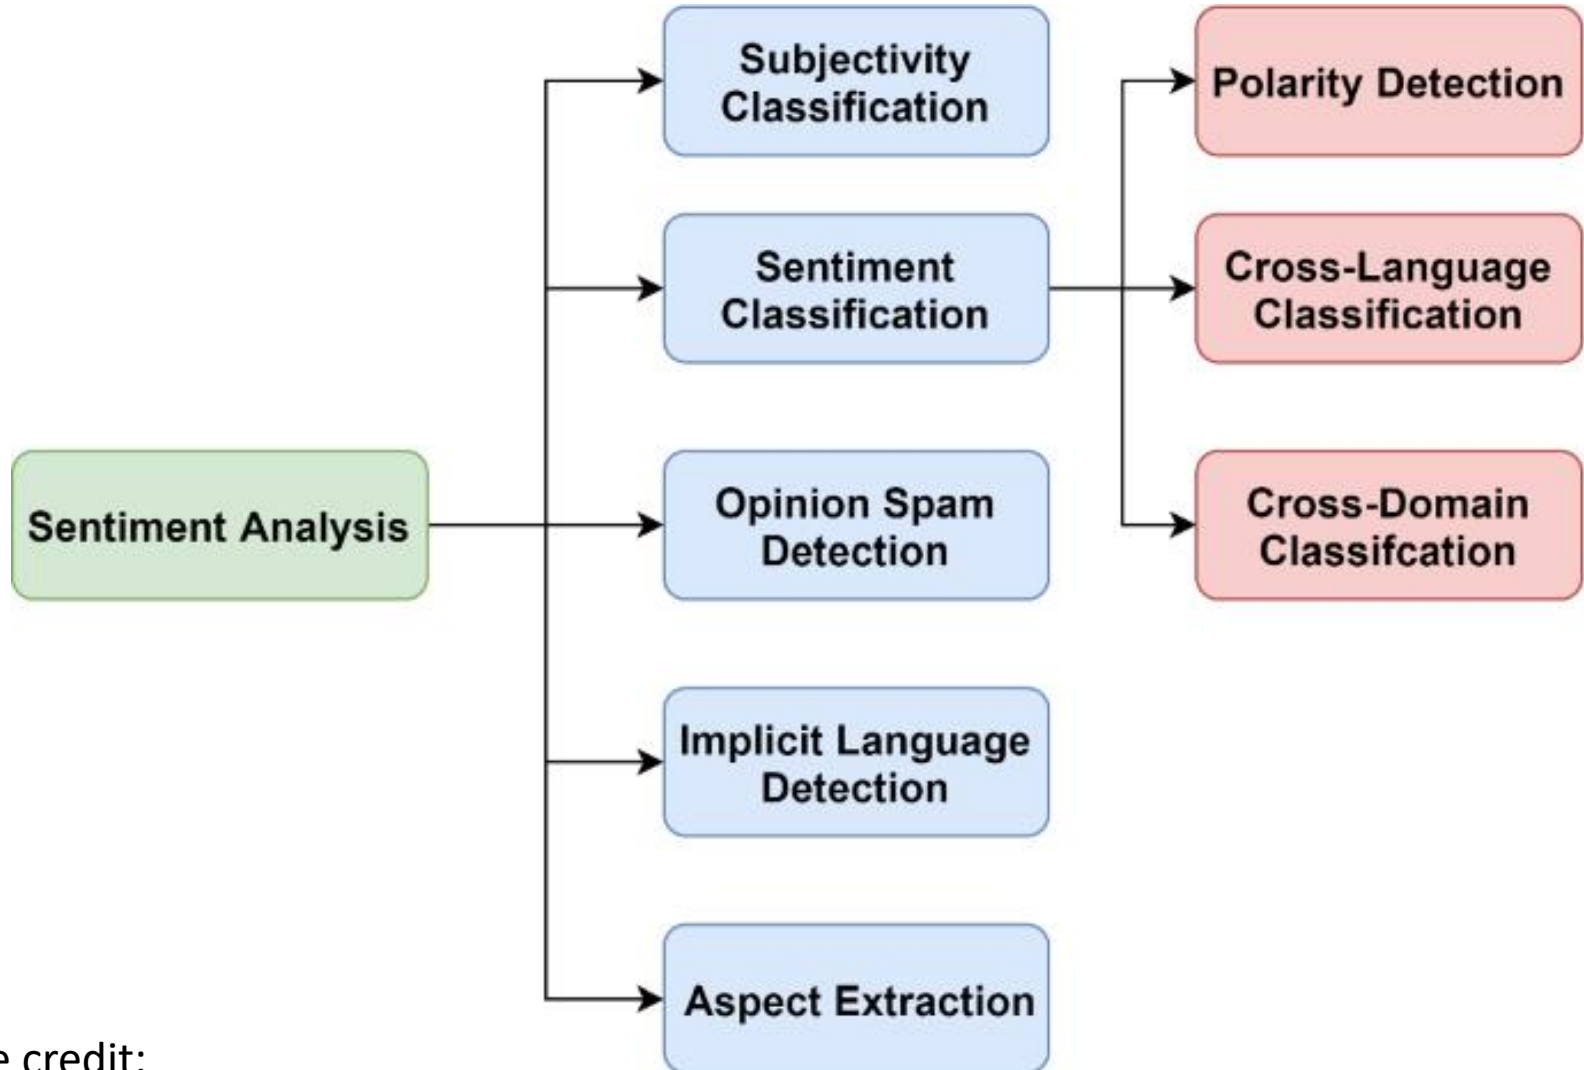 Subjectivity
Classification
Polarity Detection
Sentiment
Classification
Cross-Language
Classification
Sentiment Analysis
Opinion Spam
Detection
Cross-Domain
Classifcation
Implicit Language
Detection
Aspect Extraction
credit: